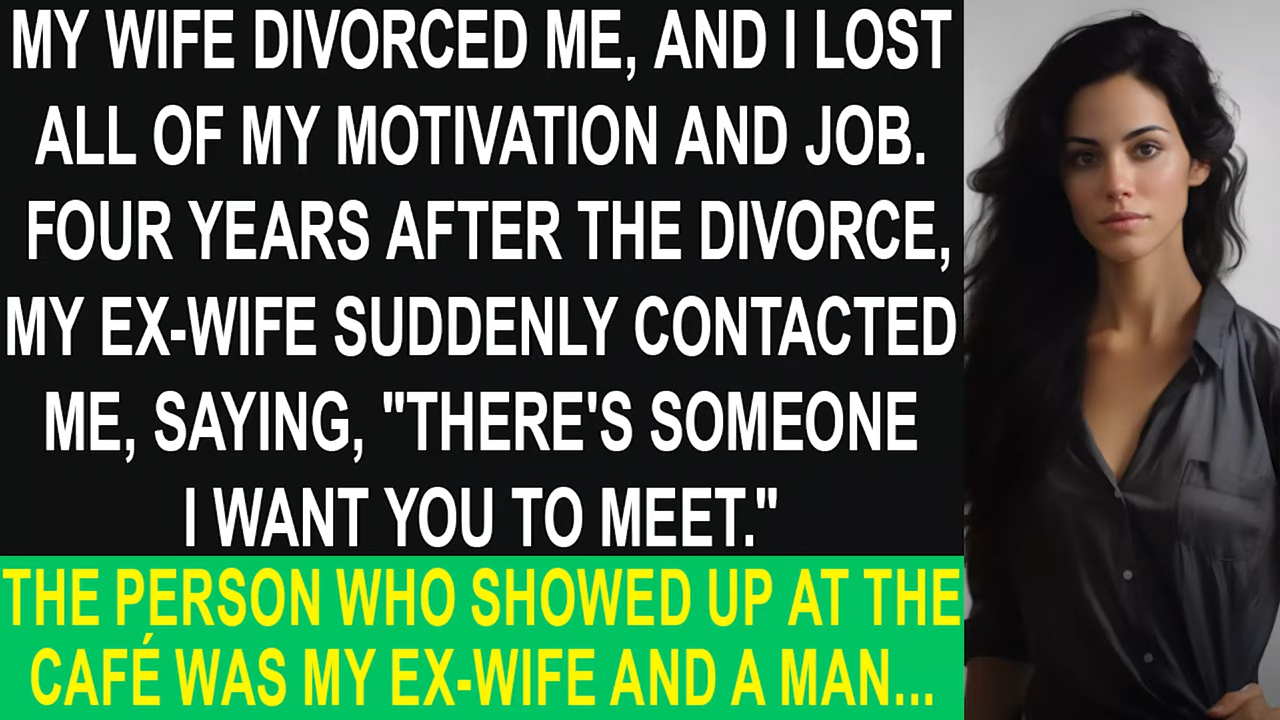 MY WIFE DIVORCED ME, AND I LOST
ALL OF MY MOTIVATION AND JOB.
FOUR YEARS AFTER THE DIVORCE,
MY EX-WIFE SUDDENLY CONTACTED
ME, SAYING, "THERE'S SOMEONE
I WANT YOU TO MEET."
THE PERSON WHO SHOWED UP AT THE
CAFÉ WAS MY EX-WIFE AND A MAN...